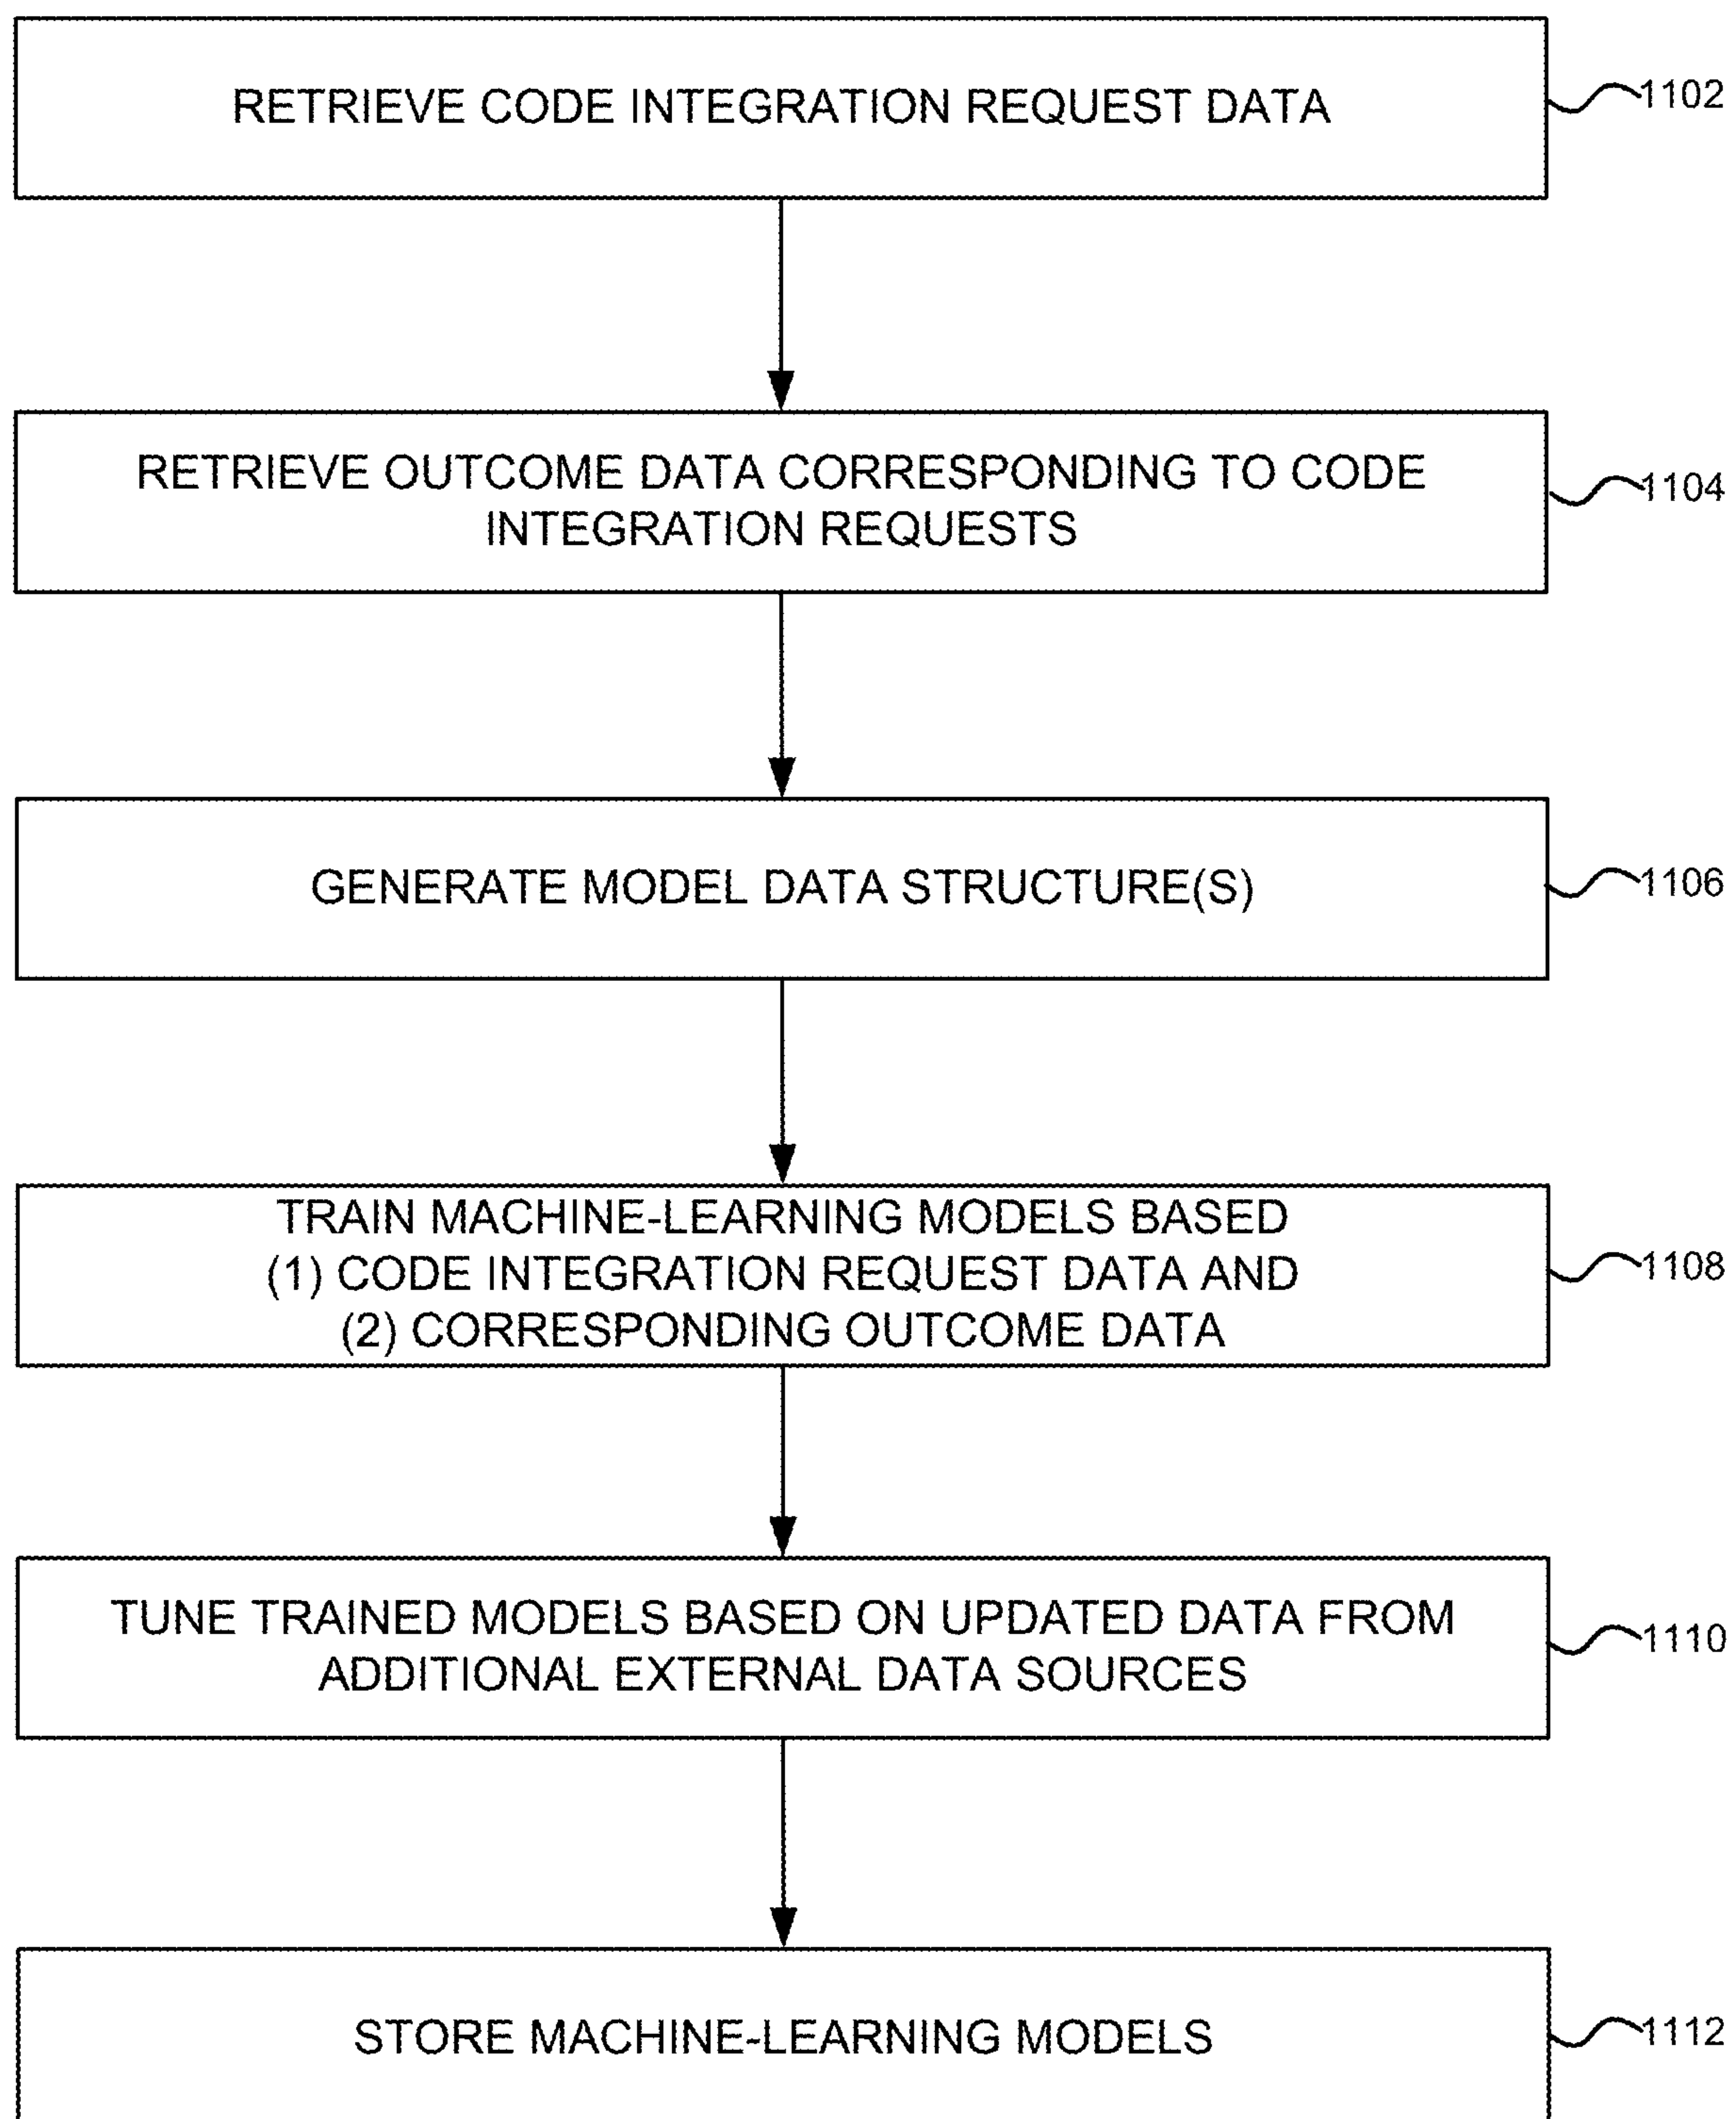 RETRIEVE CODE INTEGRATION REQUEST DATA
1102
RETRIEVE OUTCOME DATA CORRESPONDING TO CODE
INTEGRATION REQUESTS
1104
GENERATE MODEL DATA STRUCTURE(S)
1106
TRAIN MACHINE-LEARNING MODELS BASED
(1) CODE INTEGRATION REQUEST DATA AND
(2) CORRESPONDING OUTCOME DATA
1108
TUNE TRAINED MODELS BASED ON UPDATED DATA FROM
ADDITIONAL EXTERNAL DATA SOURCES
1110
STORE MACHINE-LEARNING MODELS
1112